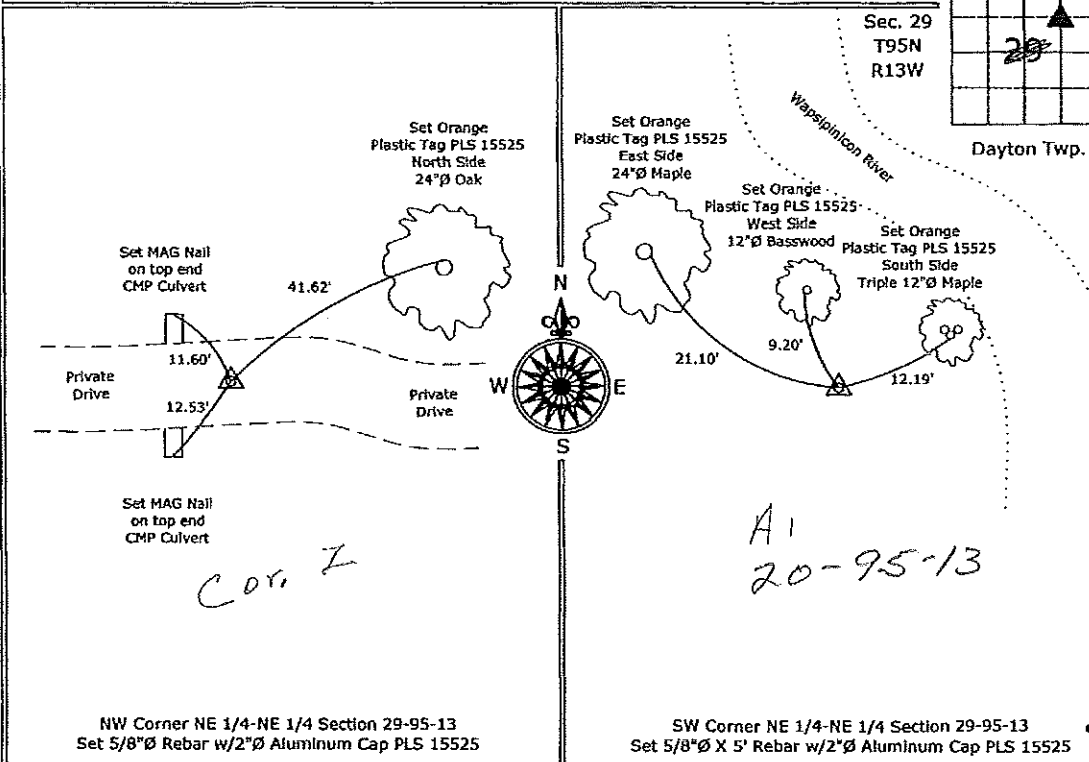 Sec. 29
T95N
R13W
29
Dayton Twp.
Set Orange
Plastic Tag PLS 15525
North Side
24"Ø Oak
Set MAG Nail
on top end
CMP Culvert
41.62'
11.60'
12.53'
Private
Drive
Private
Drive
Set MAG Nail
on top end
CMP Culvert
Cor. I
NW Corner NE 1/4-NE 1/4 Section 29-95-13
Set 5/8"Ø Rebar w/2"Ø Aluminum Cap PLS 15525
N
W
E
S
Wapsipinicon River
Set Orange
Plastic Tag PLS 15525
East Side
24"Ø Maple
Set Orange
Plastic Tag PLS 15525
West Side
12"Ø Basswood
Set Orange
Plastic Tag PLS 15525
South Side
Triple 12"Ø Maple
21.10'
9.20'
12.19'
A1
20-95-13
SW Corner NE 1/4-NE 1/4 Section 29-95-13
Set 5/8"Ø X 5' Rebar w/2"Ø Aluminum Cap PLS 15525